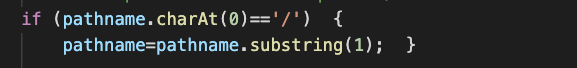 if (pathname.charAt(0)=='/')  {
    pathname=pathname.substring(1);  }